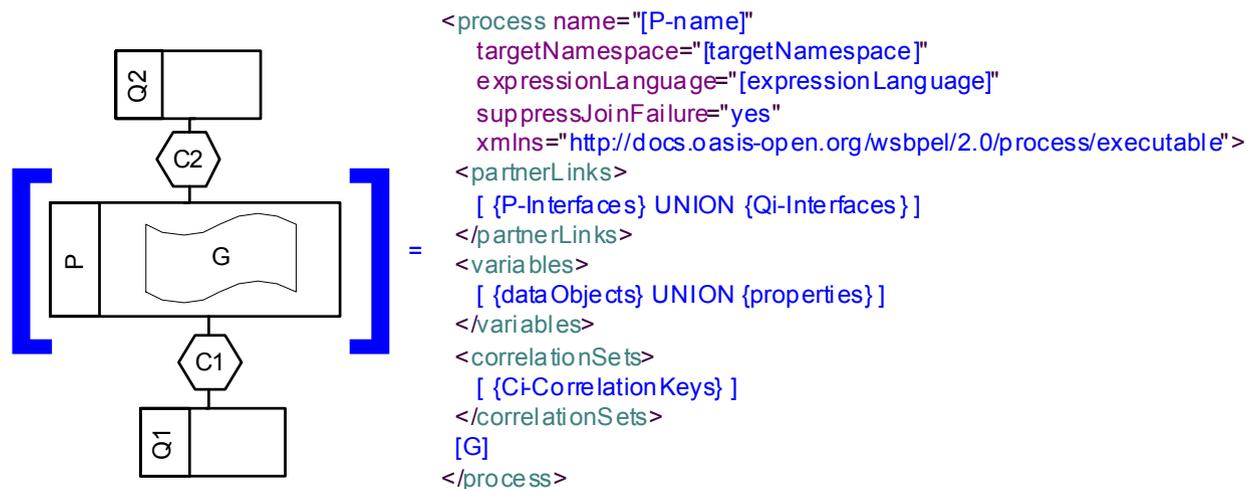 Q2
C2
P
G
C1
Q1
[
]
=
<process name="[P-name]"
targetNamespace="[targetNamespace]"
expressionLanguage="[expressionLanguage]"
suppressJoinFailure="yes"
xmlns="http://docs.oasis-open.org/wsbpel/2.0/process/executable">
<partnerLinks>
[ {P-Interfaces} UNION {Qi-Interfaces} ]
</partnerLinks>
<variables>
[ {dataObjects} UNION {properties} ]
</variables>
<correlationSets>
[ {Ci-CorrelationKeys} ]
</correlationSets>
[G]
</process>